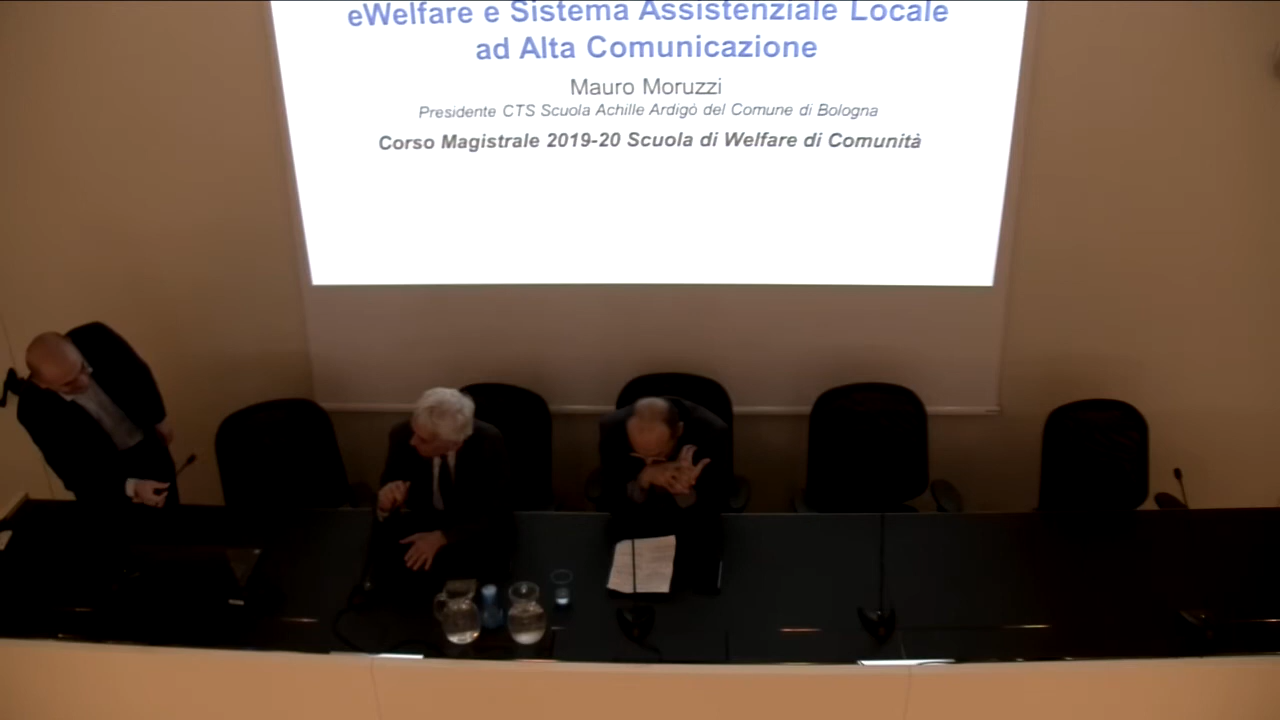 eWelfare e Sistema Assistenziale Locale
ad Alta Comunicazione
Mauro Moruzzi
Presidente CTS Scuola Achille Ardigò del Comune di Bologna
Corso Magistrale 2019-20 Scuola di Welfare di Comunità